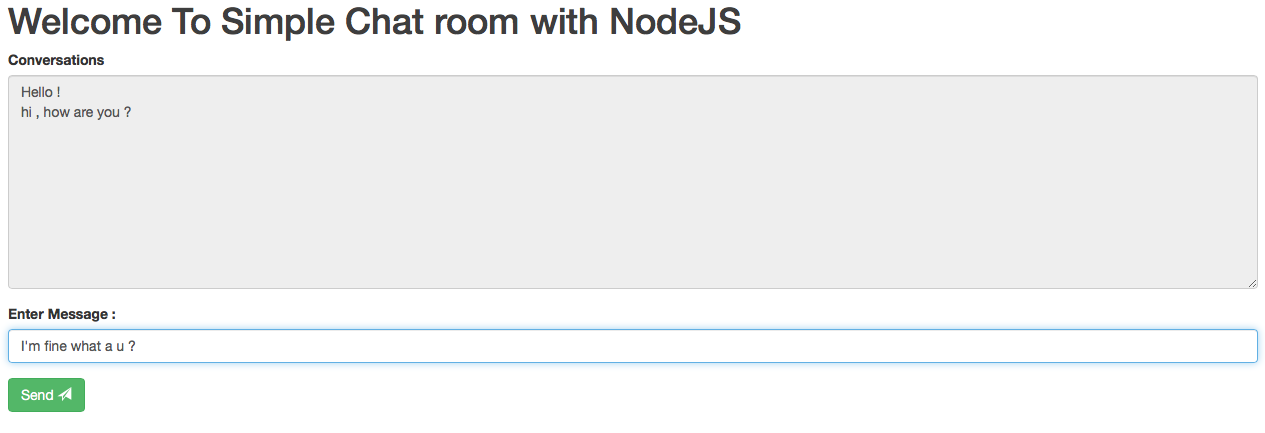 Welcome To Simple Chat room with NodeJS
Conversations
Hello !
hi , how are you ?
Enter Message :
I'm fine what a u ?
Send